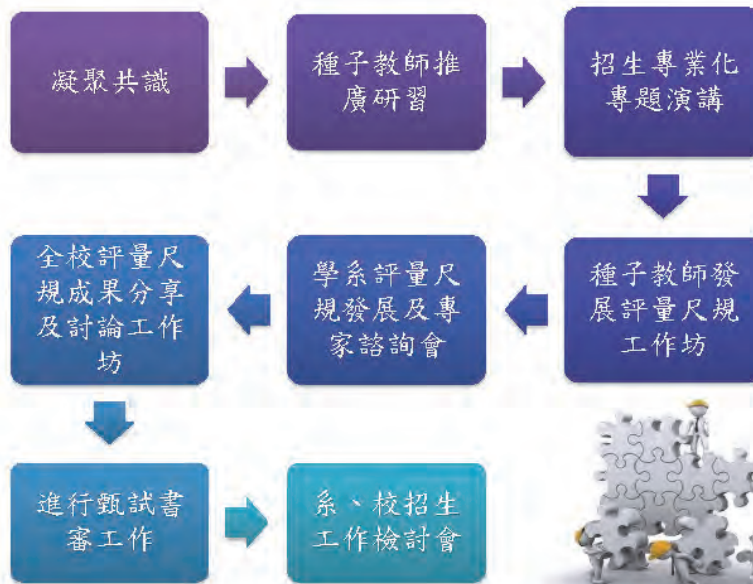 凝聚共識
種子教師推
廣研習
招生專業化
專題演講
種子教師發
展評量尺規
工作坊
學系評量尺
規發展及專
家諮詢會
全校評量尺
規成果分享
及討論工作
坊
進行甄試書
審工作
系、校招生
工作檢討會